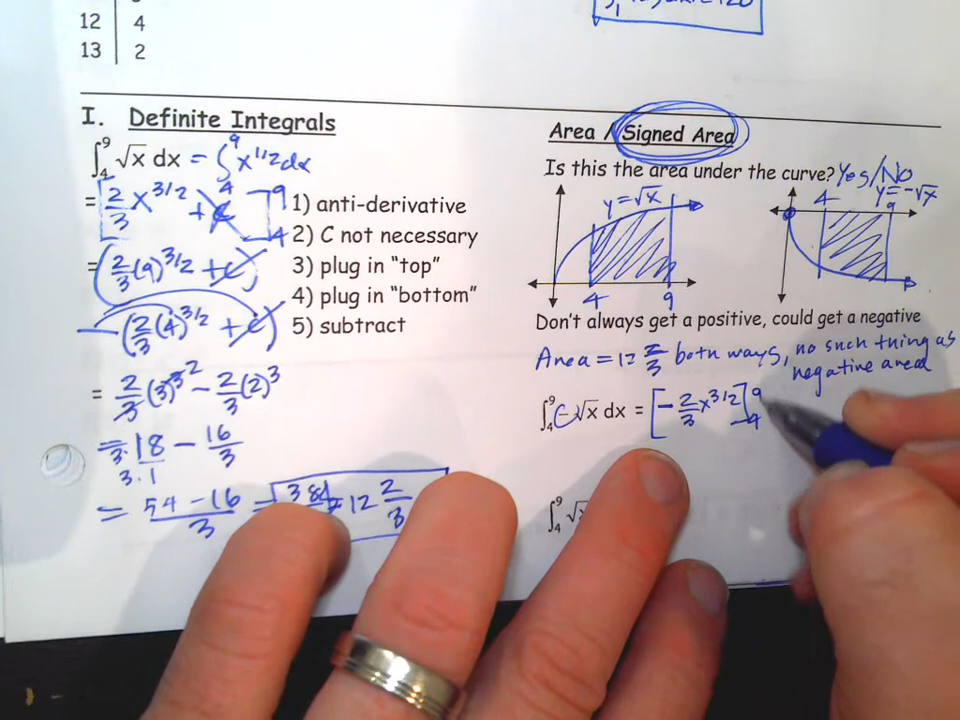 12 4
13 2
I. Definite Integrals
∫₄⁹ √x dx = ∫₄⁹ x^1/2 dx
= [2/3 x^3/2 + C]₄⁹
1) anti-derivative
2) C not necessary
= (2/3 (9)^3/2 + C)
3) plug in “top”
4) plug in “bottom”
− (2/3 (4)^3/2 + C)
5) subtract
= 2/3 (3)^3 2 − 2/3 (2)^3
= 3·18/3·1 − 16/3
= 54 − 16/3 = 38/ = 12 2/3
Area / Signed Area
Is this the area under the curve? Yes/No
y = √x
4 9
y = -√x
4 9
Don't always get a positive, could get a negative
Area = 12 2/3 both ways, no such thing as
negative area
∫₄⁹ −√x dx = [− 2/3 x^3/2]₄⁹
∫₄⁹